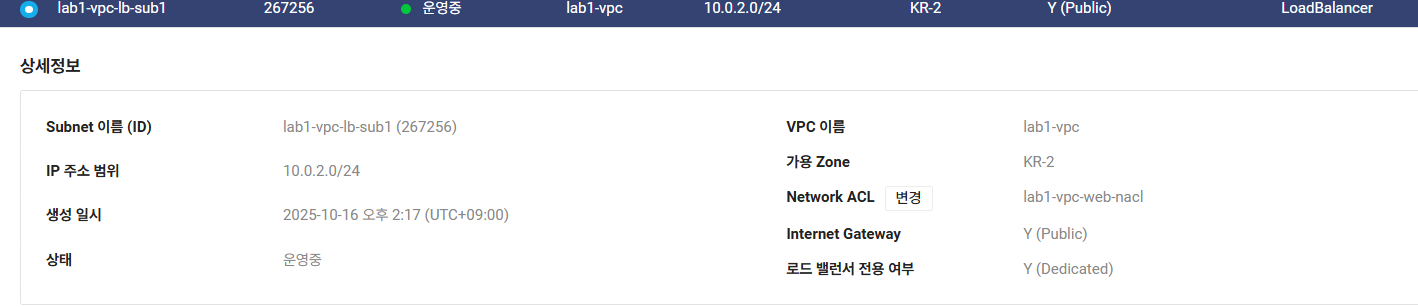 lab1-vpc-lb-sub1 267256 운영중 lab1-vpc 10.0.2.0/24 KR-2 Y (Public) LoadBalancer
상세정보
Subnet 이름 (ID) lab1-vpc-lb-sub1 (267256)
VPC 이름 lab1-vpc
IP 주소 범위 10.0.2.0/24
가용 Zone KR-2
Network ACL 변경 lab1-vpc-web-nacl
생성 일시 2025-10-16 오후 2:17 (UTC+09:00)
Internet Gateway Y (Public)
상태 운영중
로드 밸런서 전용 여부 Y (Dedicated)